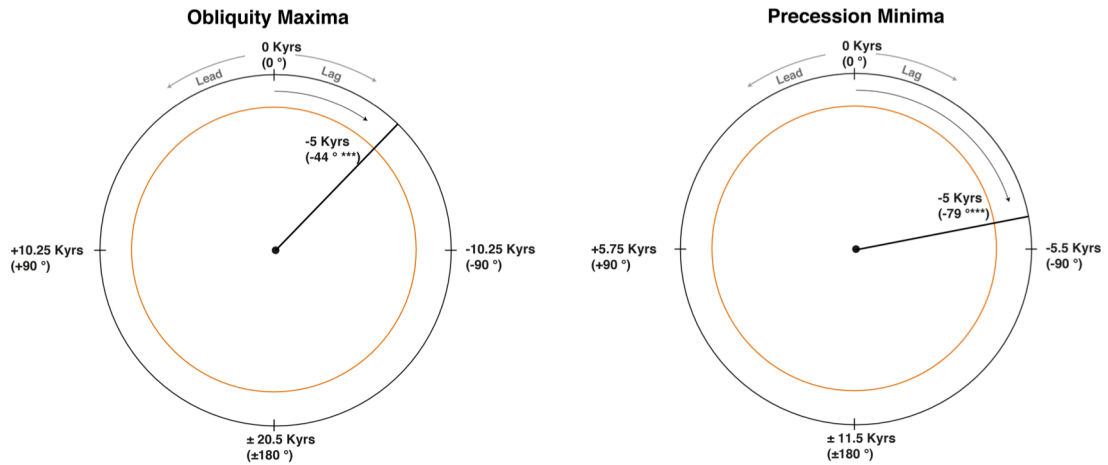 Obliquity Maxima
0 Kyrs
(0 °)
Lead
Lag
-5 Kyrs
(-44 ° ***)
+10.25 Kyrs
(+90 °)
-10.25 Kyrs
(-90 °)
± 20.5 Kyrs
(±180 °)
Precession Minima
0 Kyrs
(0 °)
Lead
Lag
-5 Kyrs
(-79 °***)
+5.75 Kyrs
(+90 °)
-5.5 Kyrs
(-90 °)
± 11.5 Kyrs
(±180 °)